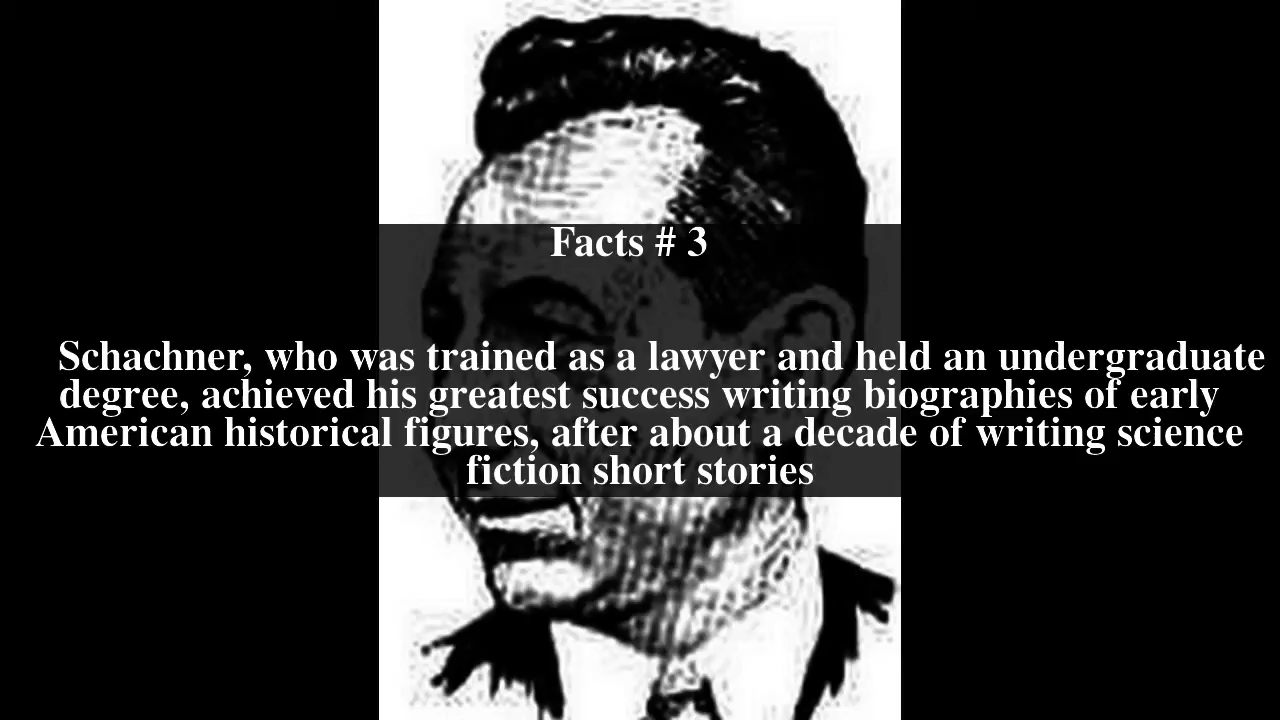 Facts # 3
Schachner, who was trained as a lawyer and held an undergraduate
degree, achieved his greatest success writing biographies of early
American historical figures, after about a decade of writing science
fiction short stories